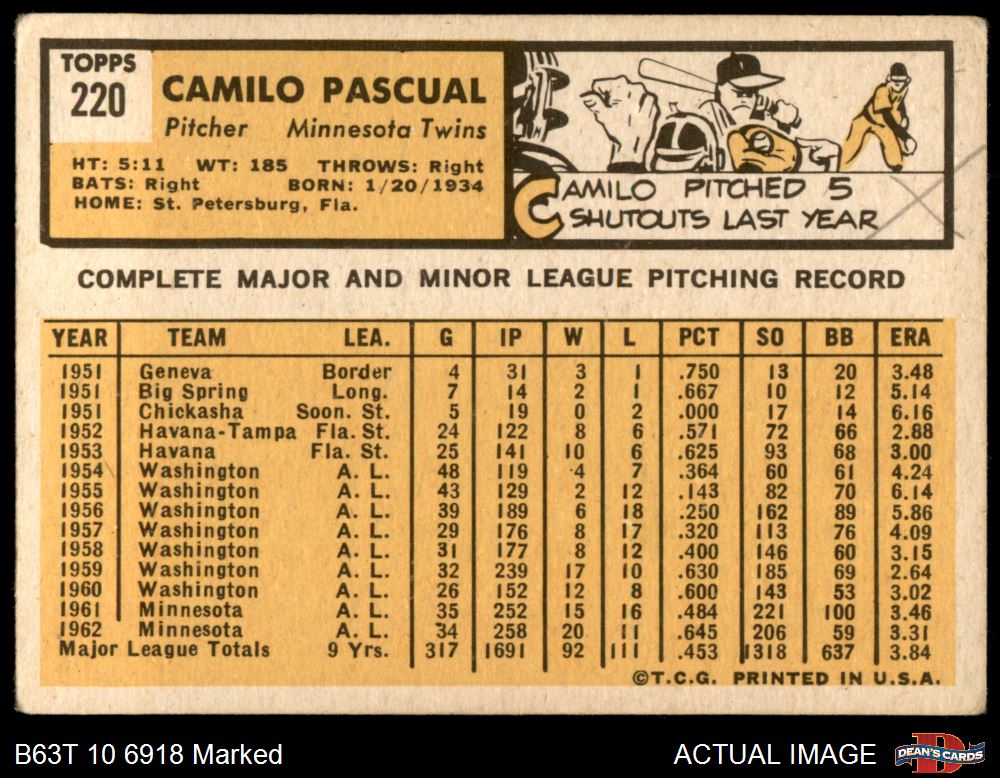 TOPPS
220
CAMILO PASCUAL
Pitcher Minnesota Twins
HT: 5:11 WT: 185 THROWS: Right
BATS: Right BORN: 1/20/1934
HOME: St. Petersburg, Fla.
CAMILO PITCHED 5
SHUTOUTS LAST YEAR
COMPLETE MAJOR AND MINOR LEAGUE PITCHING RECORD
YEAR TEAM LEA. G IP W L PCT SO BB ERA
1951 Geneva Border 4 31 3 1 .750 13 20 3.48
1951 Big Spring Long. 7 14 2 1 .667 10 12 5.14
1951 Chickasha Soon. St. 5 19 0 2 .000 17 14 6.16
1952 Havana-Tampa Fla. St. 24 122 8 6 .571 72 66 2.88
1953 Havana Fla. St. 25 141 10 6 .625 93 68 3.00
1954 Washington A. L. 48 119 4 7 .364 60 61 4.24
1955 Washington A. L. 43 129 2 12 .143 82 70 6.14
1956 Washington A. L. 39 189 6 18 .250 162 89 5.86
1957 Washington A. L. 29 176 8 17 .320 113 76 4.09
1958 Washington A. L. 31 177 8 12 .400 146 60 3.15
1959 Washington A. L. 32 239 17 10 .630 185 69 2.64
1960 Washington A. L. 26 152 12 8 .600 143 53 3.02
1961 Minnesota A. L. 35 252 15 16 .484 221 100 3.46
1962 Minnesota A. L. 34 258 20 11 .645 206 59 3.31
Major League Totals 9 Yrs. 317 1691 92 111 .453 1318 637 3.84
©T.C.G. PRINTED IN U.S.A.
B63T 10 6918 Marked ACTUAL IMAGE DEAN'S CARDS